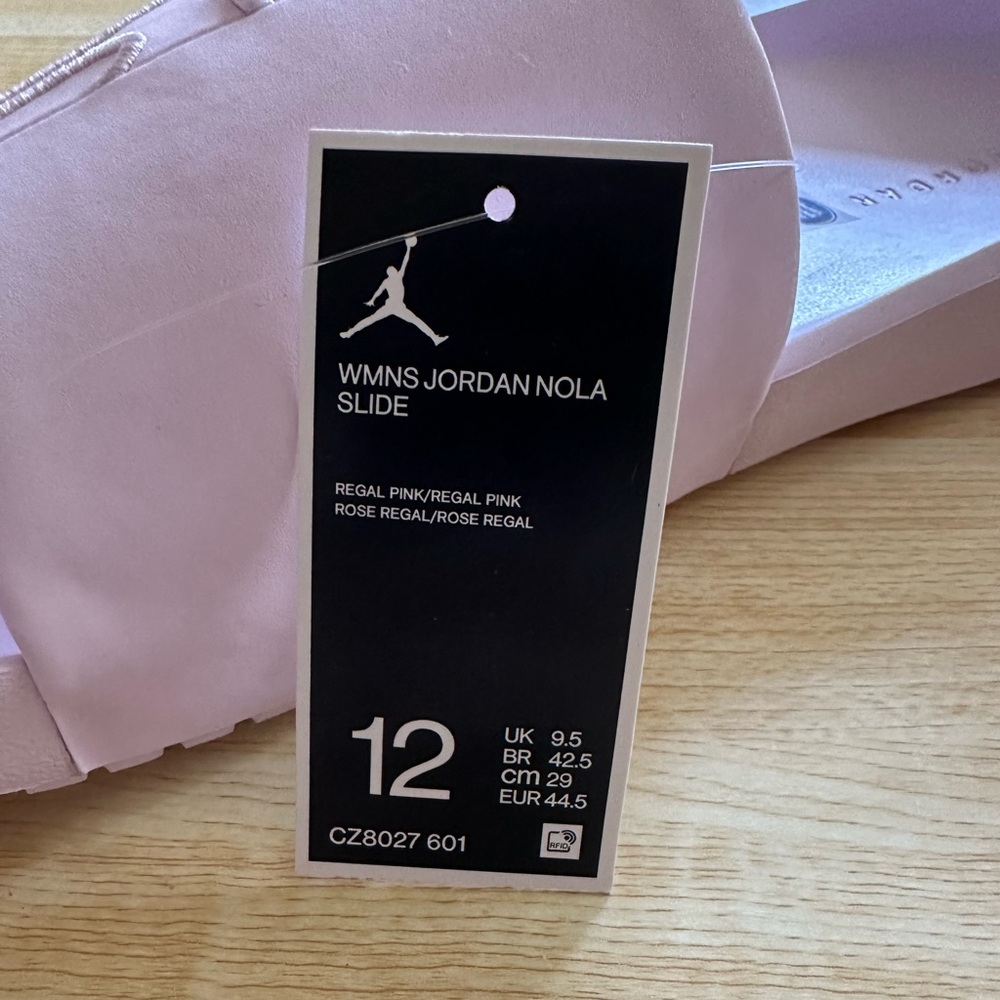 WMNS JORDAN NOLA
SLIDE
REGAL PINK/REGAL PINK
ROSE REGAL/ROSE REGAL
12
UK 9.5
BR 42.5
cm 29
EUR 44.5
CZ8027 601
RFID
JORDAN